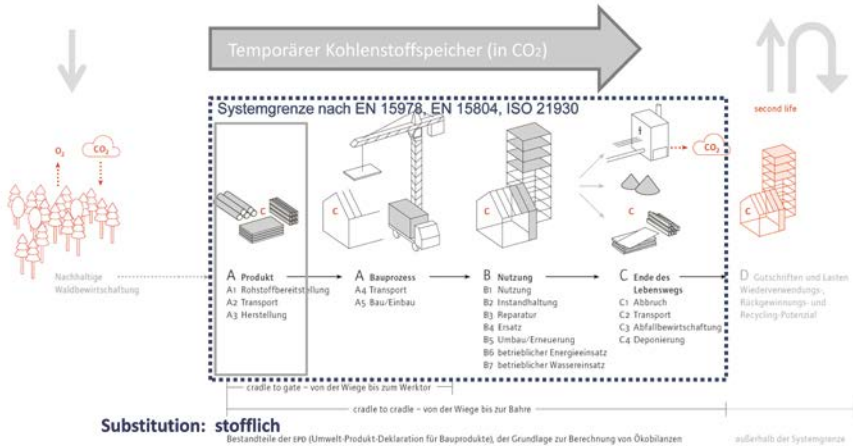 Temporärer Kohlenstoffspeicher (in CO₂)
Systemgrenze nach EN 15978, EN 15804, ISO 21930
second life
O₂
CO₂
CO₂
C
C
C
C
C
Nachhaltige
Waldbewirtschaftung
A Produkt
A1 Rohstoffbereitstellung
A2 Transport
A3 Herstellung
A Bauprozess
A4 Transport
A5 Bau/Einbau
B Nutzung
B1 Nutzung
B2 Instandhaltung
B3 Reparatur
B4 Ersatz
B5 Umbau/Erneuerung
B6 betrieblicher Energieeinsatz
B7 betrieblicher Wassereinsatz
C Ende des
Lebenswegs
C1 Abbruch
C2 Transport
C3 Abfallbewirtschaftung
C4 Deponierung
D Gutschriften und Lasten
Wiederverwendungs-,
Rückgewinnungs- und
Recycling-Potenzial
cradle to gate – von der Wiege bis zum Werktor
cradle to cradle – von der Wiege bis zur Bahre
Substitution: stofflich
Bestandteile der EPD (Umwelt-Produkt-Deklaration für Bauprodukte), der Grundlage zur Berechnung von Ökobilanzen
außerhalb der Systemgrenze